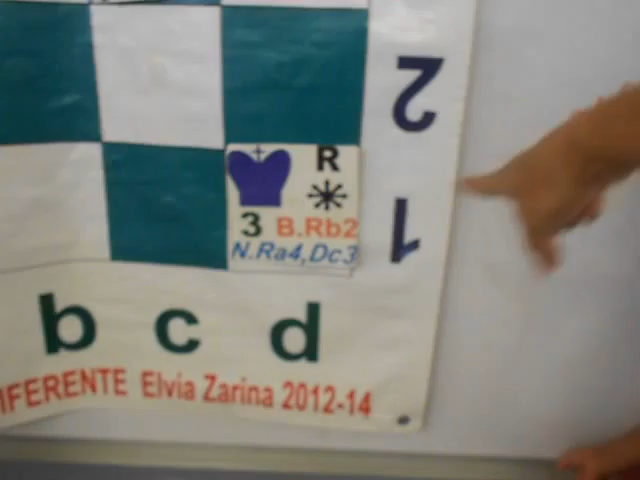 2
R
3 B.Rb2
N.Ra4,Dc3
1
b c d
IFERENTE Elvia Zarina 2012-14